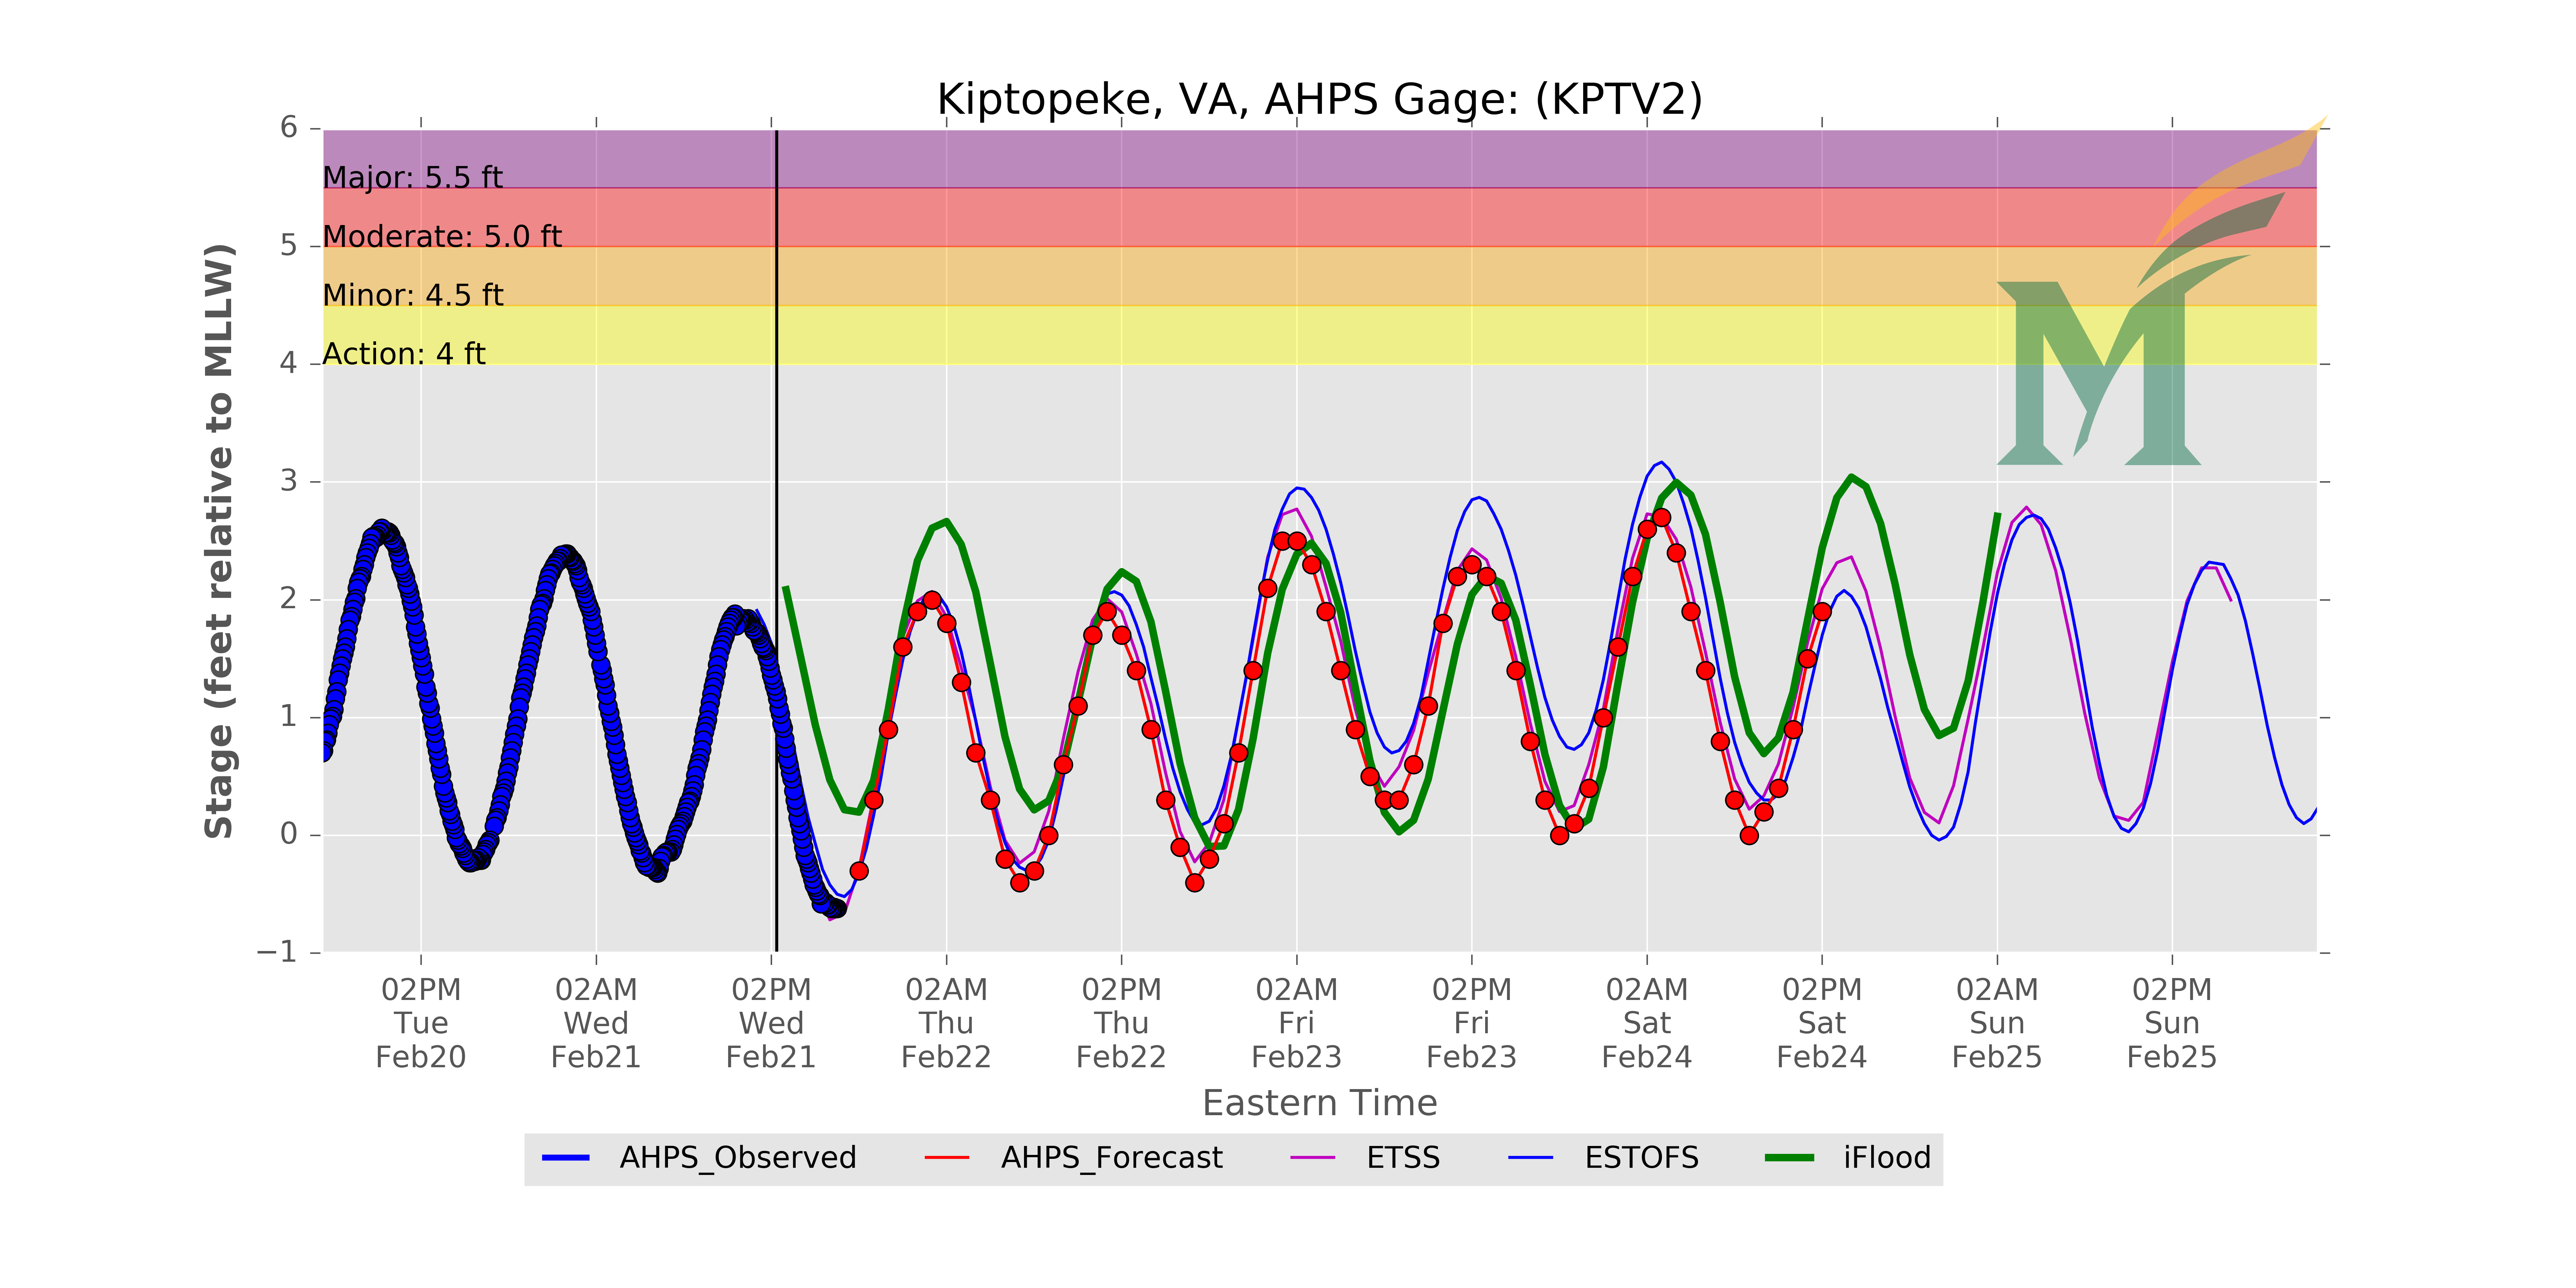 Kiptopeke, VA, AHPS Gage: (KPTV2)
Stage (feet relative to MLLW)
6
5
4
3
2
1
0
−1
Major: 5.5 ft
Moderate: 5.0 ft
Minor: 4.5 ft
Action: 4 ft
02PM
Tue
Feb20
02AM
Wed
Feb21
02PM
Wed
Feb21
02AM
Thu
Feb22
02PM
Thu
Feb22
02AM
Fri
Feb23
02PM
Fri
Feb23
02AM
Sat
Feb24
02PM
Sat
Feb24
02AM
Sun
Feb25
02PM
Sun
Feb25
Eastern Time
AHPS_Observed
AHPS_Forecast
ETSS
ESTOFS
iFlood
M